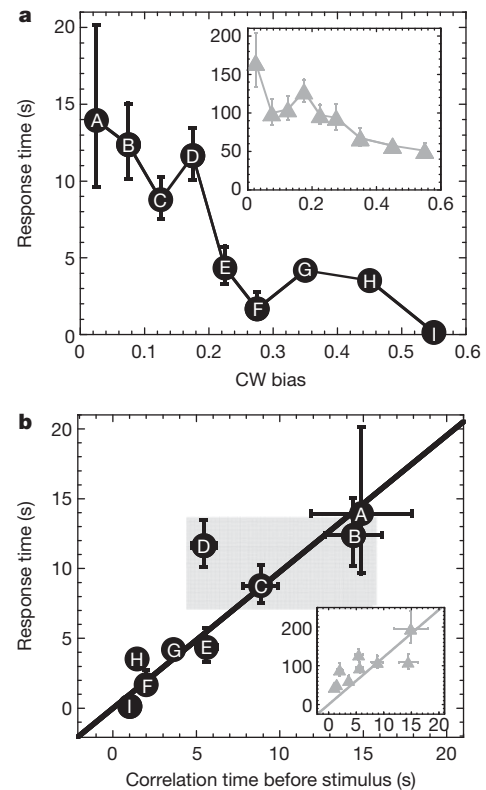 a
20
15
10
5
0
Response time (s)
0 0.1 0.2 0.3 0.4 0.5 0.6
CW bias
A
B
C
D
E
F
G
H
I
200
150
100
50
0
0 0.2 0.4 0.6
b
20
15
10
5
0
Response time (s)
0 5 10 15 20
Correlation time before stimulus (s)
A
B
D
C
H
G
E
F
I
200
100
0
0 5 10 15 20